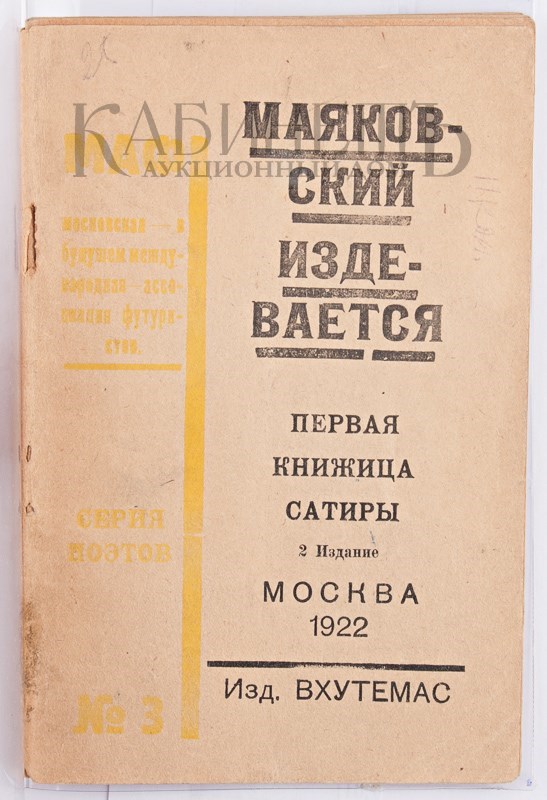 КАБИНЕТЪ
АУКЦИОННЫЙ ДОМ
МАЯКОВ-
СКИЙ
ИЗДЕ-
ВАЕТСЯ
ПЕРВАЯ
КНИЖИЦА
САТИРЫ
2 Издание
МОСКВА
1922
Изд. ВХУТЕМАС
МАФ
московская — в
будущем между-
народная ассо-
циация футури-
стов.
СЕРИЯ
ПОЭТОВ
№ 3